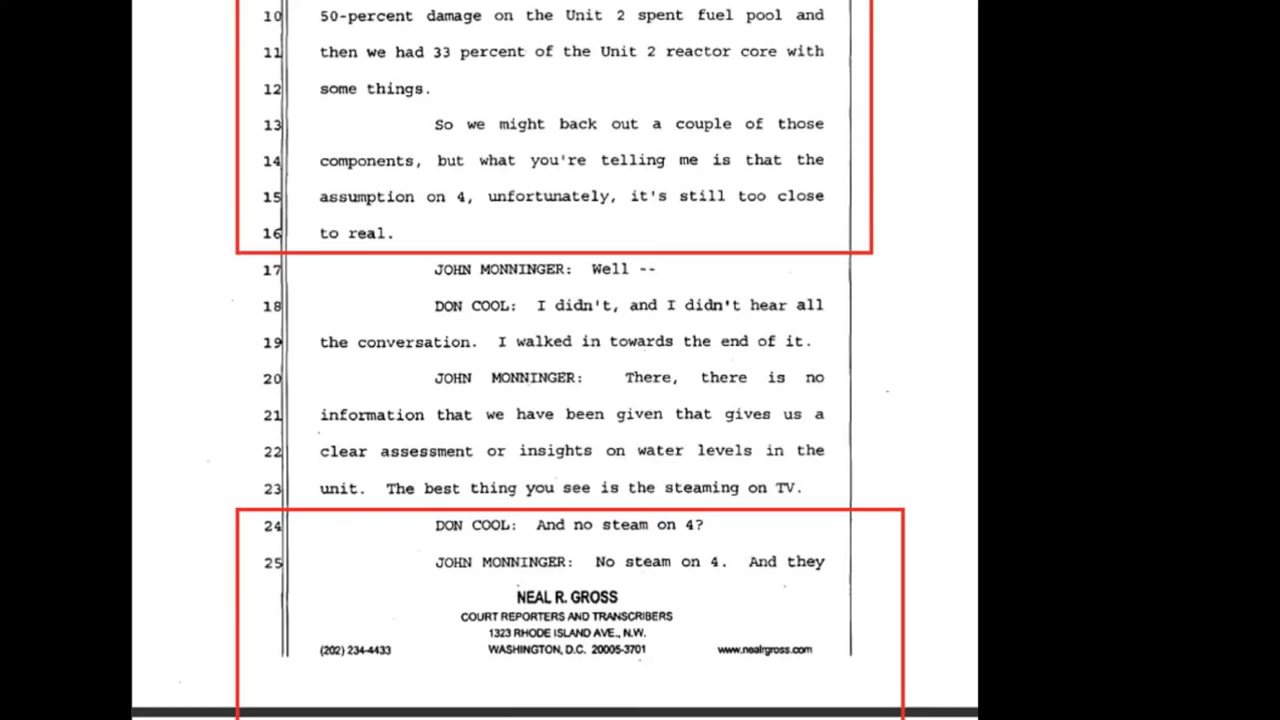 10 50-percent damage on the Unit 2 spent fuel pool and
11 then we had 33 percent of the Unit 2 reactor core with
12 some things.
13 So we might back out a couple of those
14 components, but what you're telling me is that the
15 assumption on 4, unfortunately, it's still too close
16 to real.
17 JOHN MONNINGER: Well --
18 DON COOL: I didn't, and I didn't hear all
19 the conversation. I walked in towards the end of it.
20 JOHN MONNINGER: There, there is no
21 information that we have been given that gives us a
22 clear assessment or insights on water levels in the
23 unit. The best thing you see is the steaming on TV.
24 DON COOL: And no steam on 4?
25 JOHN MONNINGER: No steam on 4. And they
NEAL R. GROSS
COURT REPORTERS AND TRANSCRIBERS
1323 RHODE ISLAND AVE., N.W.
(202) 234-4433 WASHINGTON, D.C. 20005-3701 www.nealrgross.com